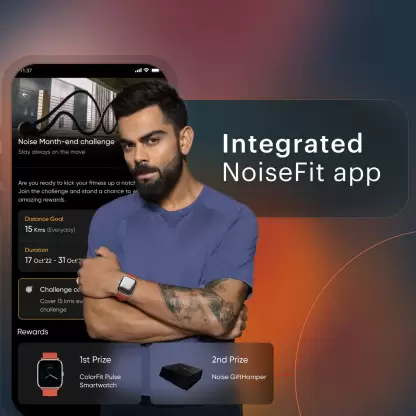 11:37
Noise Month-end challenge
Stay always on the move
Are you ready to kick your fitness up a notch
Join the challenge and stand a chance to
amazing rewards.
Distance Goal
15 Kms (Everyday)
Duration
17 Oct'22 - 31 Oct
Challenge
Cover 15 kms
challenge
Rewards
1st Prize
ColorFit Pulse
Smartwatch
2nd Prize
Noise GiftHamper
Integrated
NoiseFit app